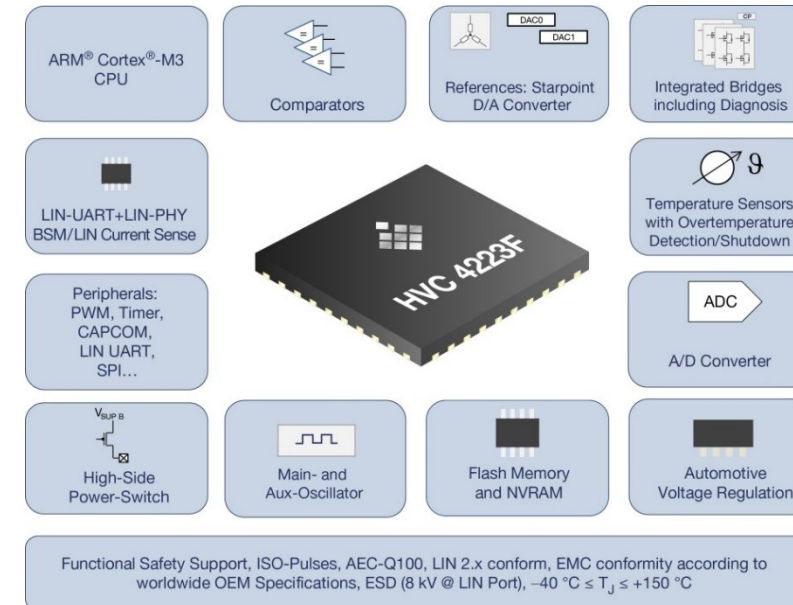 ARM® Cortex®-M3
CPU
Comparators
DAC0
DAC1
References: Starpoint
D/A Converter
CP
Integrated Bridges
including Diagnosis
LIN-UART+LIN-PHY
BSM/LIN Current Sense
HVC 4223F
ϑ
Temperature Sensors
with Overtemperature
Detection/Shutdown
Peripherals:
PWM, Timer,
CAPCOM,
LIN UART,
SPI…
ADC
A/D Converter
VSUP B
High-Side
Power-Switch
Main- and
Aux-Oscillator
Flash Memory
and NVRAM
Automotive
Voltage Regulation
Functional Safety Support, ISO-Pulses, AEC-Q100, LIN 2.x conform, EMC conformity according to
worldwide OEM Specifications, ESD (8 kV @ LIN Port), −40 °C ≤ TJ ≤ +150 °C